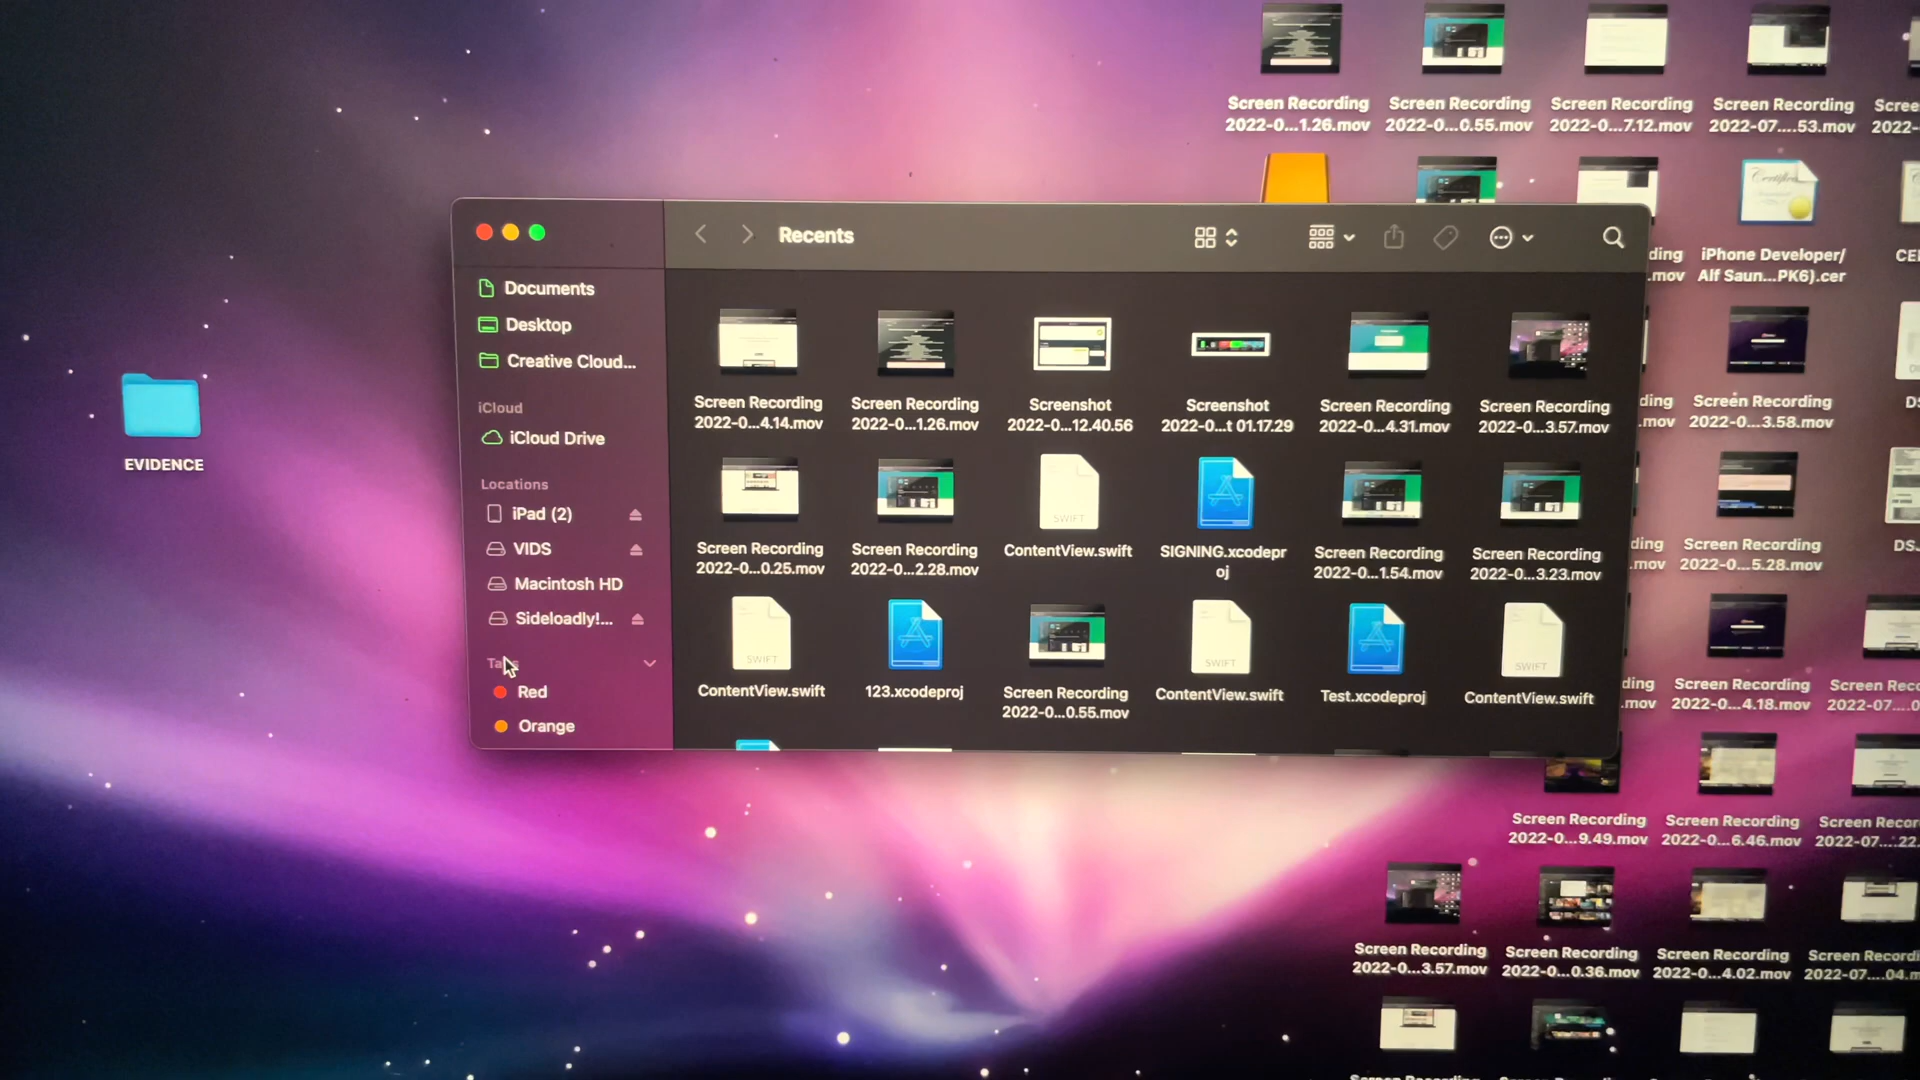 Screen Recording
2022-0...1.26.mov
Screen Recording
2022-0...0.55.mov
Screen Recording
2022-0...7.12.mov
Screen Recording
2022-07....53.mov
Scree
2022-
Certifica
iPhone Developer/
Alf Saun...PK6).cer
CE
ding
.mov
Recents
Documents
Desktop
Creative Cloud...
iCloud
iCloud Drive
Locations
iPad (2)
VIDS
Macintosh HD
Sideloadly!...
Red
Orange
EVIDENCE
Screen Recording
2022-0...4.14.mov
Screen Recording
2022-0...1.26.mov
Screenshot
2022-0...12.40.56
Screenshot
2022-0...t 01.17.29
Screen Recording
2022-0...4.31.mov
Screen Recording
2022-0...3.57.mov
Screen Recording
2022-0...0.25.mov
Screen Recording
2022-0...2.28.mov
SWIFT
ContentView.swift
SIGNING.xcodepr
oj
Screen Recording
2022-0...1.54.mov
Screen Recording
2022-0...3.23.mov
SWIFT
ContentView.swift
123.xcodeproj
Screen Recording
2022-0...0.55.mov
SWIFT
ContentView.swift
Test.xcodeproj
SWIFT
ContentView.swift
ding
.mov
Screen Recording
2022-0...3.58.mov
DS
ding
.mov
Screen Recording
2022-0...5.28.mov
DS.
ding
.mov
Screen Recording
2022-0...4.18.mov
Screen Rec
2022-07....0
Screen Recording
2022-0...9.49.mov
Screen Recording
2022-0...6.46.mov
Screen Recor
2022-07....22.
Screen Recording
2022-0...3.57.mov
Screen Recording
2022-0...0.36.mov
Screen Recording
2022-0...4.02.mov
Screen Recordi
2022-07....04.m